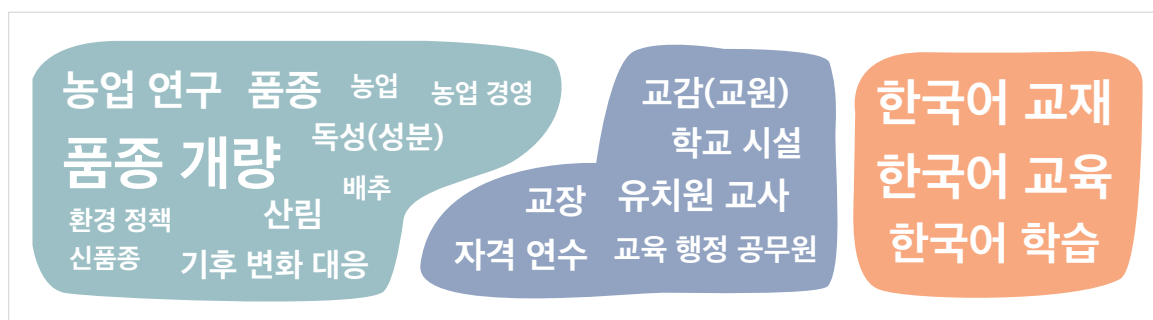 농업 연구 품종 농업 농업 경영
품종 개량 독성(성분)
배추
환경 정책 산림
신품종 기후 변화 대응
교감(교원)
학교 시설
교장 유치원 교사
자격 연수 교육 행정 공무원
한국어 교재
한국어 교육
한국어 학습